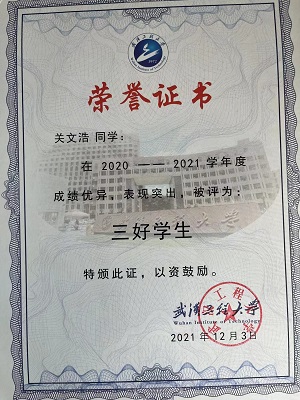 荣誉证书
关文浩 同学：
在 2020 —— 2021 学年度
成绩优异、表现突出，被评为：
三好学生
特颁此证，以资鼓励。
武汉工程大学
Wuhan Institute of Technology
2021 年 12 月 3 日